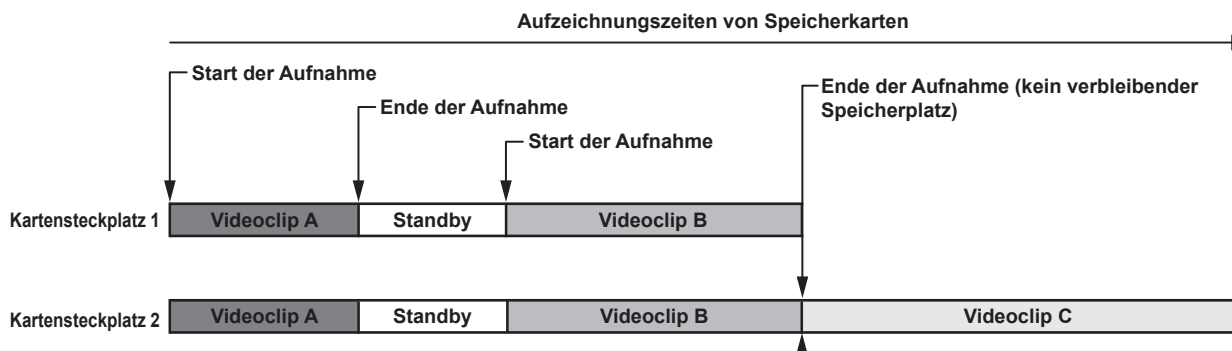 Aufzeichnungszeiten von Speicherkarten
Start der Aufnahme
Ende der Aufnahme (kein verbleibender
Speicherplatz)
Ende der Aufnahme
Start der Aufnahme
Kartensteckplatz 1
Videoclip A
Standby
Videoclip B
Kartensteckplatz 2
Videoclip A
Standby
Videoclip B
Videoclip C